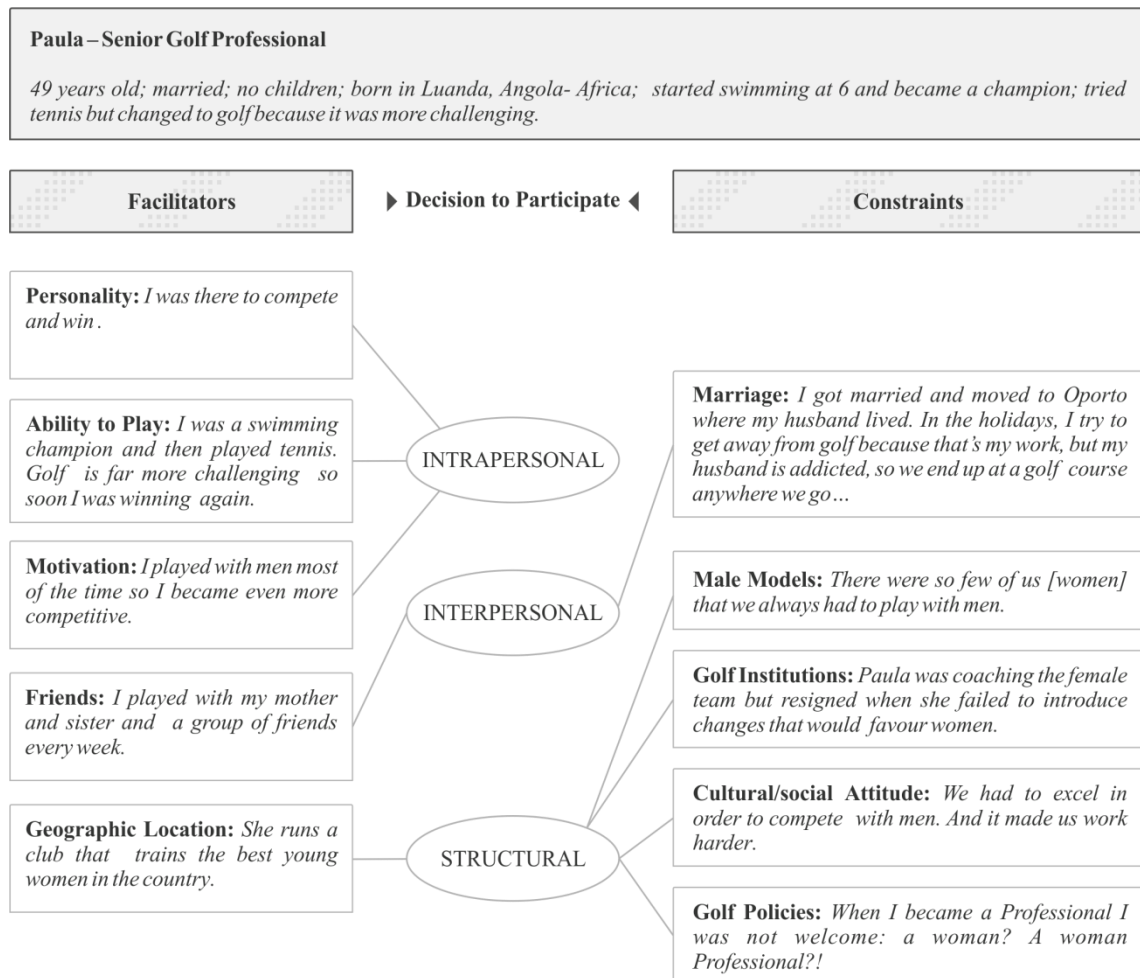 Paula – Senior Golf Professional
49 years old; married; no children; born in Luanda, Angola- Africa; started swimming at 6 and became a champion; tried
tennis but changed to golf because it was more challenging.
Facilitators
Decision to Participate
Constraints
Personality: I was there to compete
and win .
Ability to Play: I was a swimming
champion and then played tennis.
Golf is far more challenging so
soon I was winning again.
Motivation: I played with men most
of the time so I became even more
competitive.
Friends: I played with my mother
and sister and a group of friends
every week.
Geographic Location: She runs a
club that trains the best young
women in the country.
INTRAPERSONAL
INTERPERSONAL
STRUCTURAL
Marriage: I got married and moved to Oporto
where my husband lived. In the holidays, I try to
get away from golf because that’s my work, but my
husband is addicted, so we end up at a golf course
anywhere we go…
Male Models: There were so few of us [women]
that we always had to play with men.
Golf Institutions: Paula was coaching the female
team but resigned when she failed to introduce
changes that would favour women.
Cultural/social Attitude: We had to excel in
order to compete with men. And it made us work
harder.
Golf Policies: When I became a Professional I
was not welcome: a woman? A woman
Professional?!